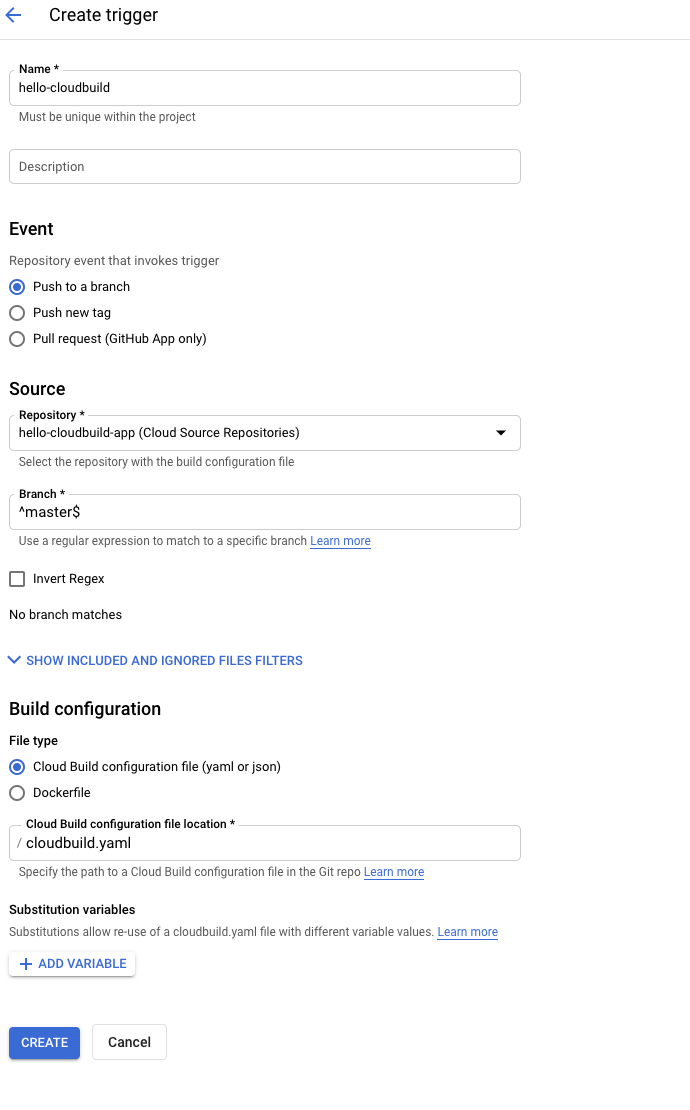 Create trigger
Name *
hello-cloudbuild
Must be unique within the project
Description
Event
Repository event that invokes trigger
Push to a branch
Push new tag
Pull request (GitHub App only)
Source
Repository *
hello-cloudbuild-app (Cloud Source Repositories)
Select the repository with the build configuration file
Branch *
^master$
Use a regular expression to match to a specific branch Learn more
Invert Regex
No branch matches
SHOW INCLUDED AND IGNORED FILES FILTERS
Build configuration
File type
Cloud Build configuration file (yaml or json)
Dockerfile
Cloud Build configuration file location *
/ cloudbuild.yaml
Specify the path to a Cloud Build configuration file in the Git repo Learn more
Substitution variables
Substitutions allow re-use of a cloudbuild.yaml file with different variable values. Learn more
+ ADD VARIABLE
CREATE Cancel